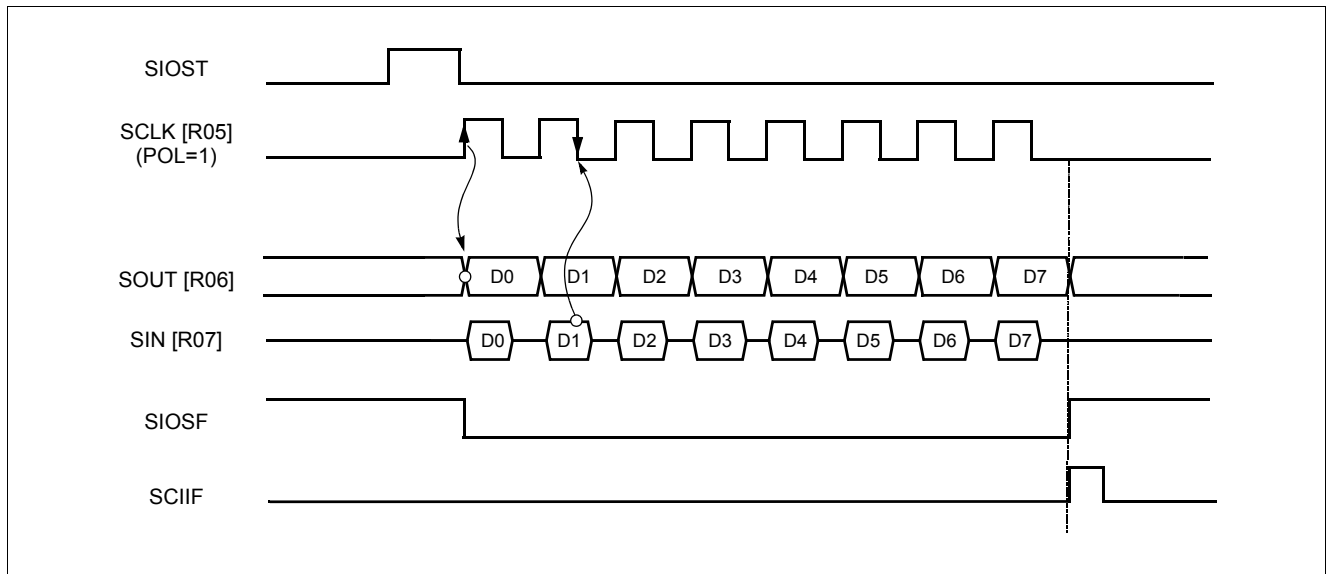 SIOST
SCLK [R05]
(POL=1)
SOUT [R06]
D0 D1 D2 D3 D4 D5 D6 D7
SIN [R07]
D0 D1 D2 D3 D4 D5 D6 D7
SIOSF
SCIIF